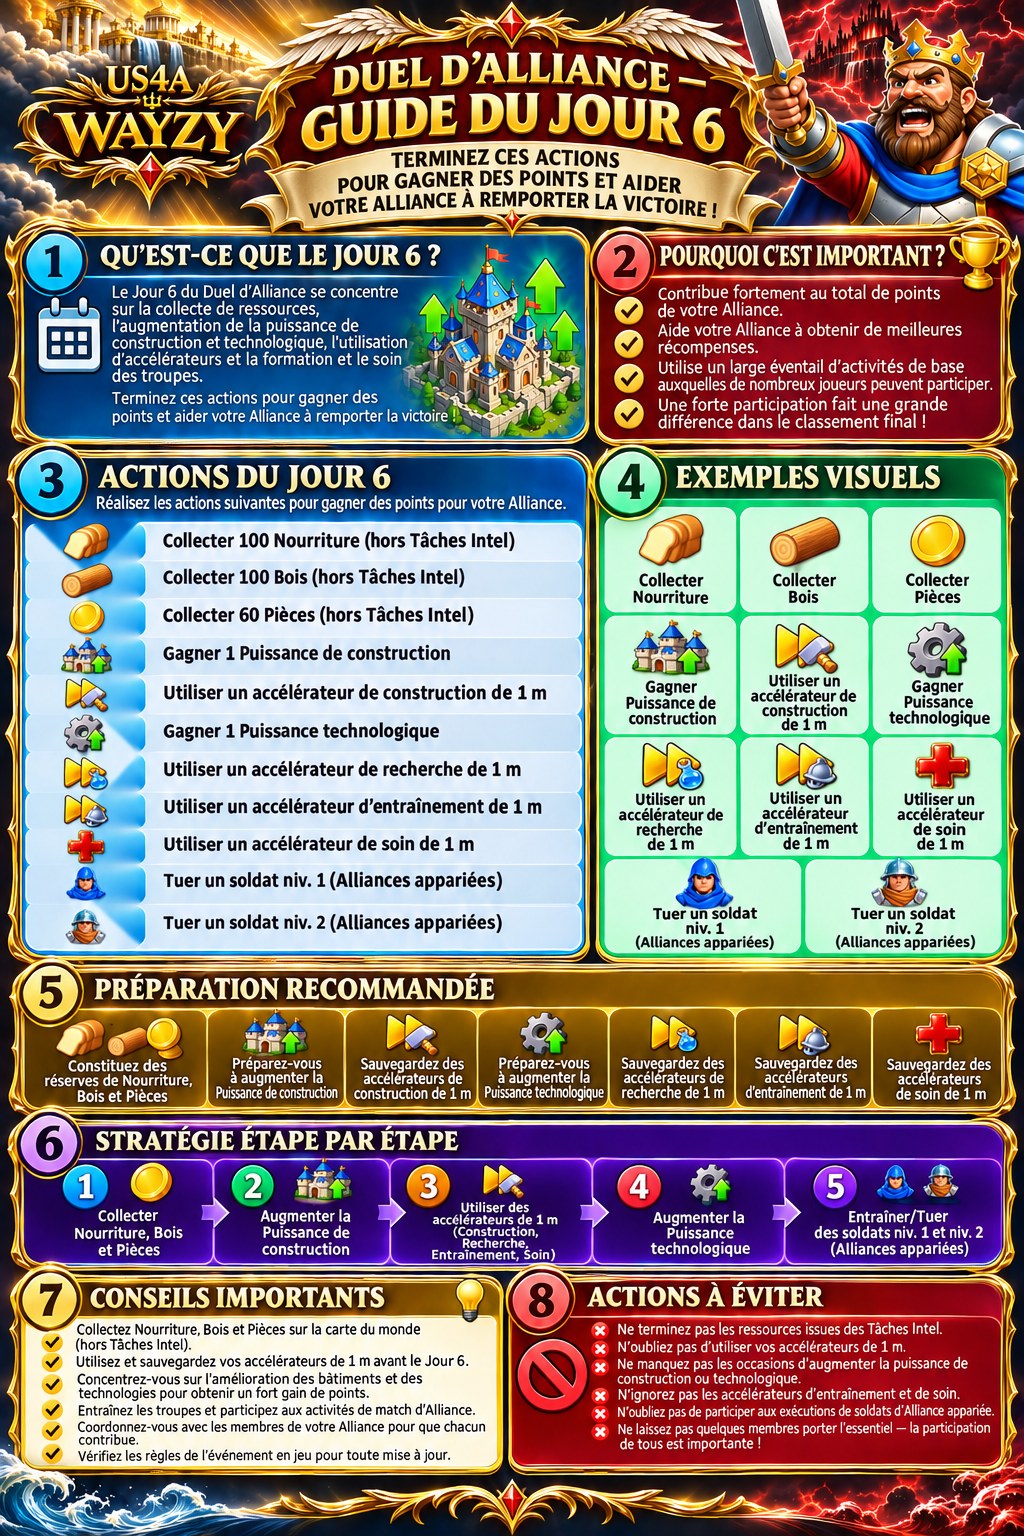 US4A
WAYZY
DUEL D'ALLIANCE –
GUIDE DU JOUR 6
TERMINEZ CES ACTIONS
POUR GAGNER DES POINTS ET AIDER
VOTRE ALLIANCE À REMPORTER LA VICTOIRE !
1
QU'EST-CE QUE LE JOUR 6 ?
Le Jour 6 du Duel d'Alliance se concentre
sur la collecte de ressources,
l'augmentation de la puissance de
construction et technologique, l'utilisation
d'accélérateurs et la formation et le soin
des troupes.
Terminez ces actions pour gagner des
points et aider votre Alliance à remporter la victoire !
2
POURQUOI C'EST IMPORTANT ?
Contribue fortement au total de points
de votre Alliance.
Aide votre Alliance à obtenir de meilleures
récompenses.
Utilise un large éventail d'activités de base
auxquelles de nombreux joueurs peuvent participer.
Une forte participation fait une grande
différence dans le classement final !
3
ACTIONS DU JOUR 6
Réalisez les actions suivantes pour gagner des points pour votre Alliance.
Collecter 100 Nourriture (hors Tâches Intel)
Collecter 100 Bois (hors Tâches Intel)
Collecter 60 Pièces (hors Tâches Intel)
Gagner 1 Puissance de construction
Utiliser un accélérateur de construction de 1 m
Gagner 1 Puissance technologique
Utiliser un accélérateur de recherche de 1 m
Utiliser un accélérateur d'entraînement de 1 m
Utiliser un accélérateur de soin de 1 m
Tuer un soldat niv. 1 (Alliances appariées)
Tuer un soldat niv. 2 (Alliances appariées)
4
EXEMPLES VISUELS
Collecter
Nourriture
Collecter
Bois
Collecter
Pièces
Gagner
Puissance de
construction
Utiliser un
accélérateur de
construction
de 1 m
Gagner
Puissance
technologique
Utiliser un
accélérateur de
recherche
de 1 m
Utiliser un
accélérateur
d'entraînement
de 1 m
Utiliser un
accélérateur
de soin
de 1 m
Tuer un soldat
niv. 1
(Alliances appariées)
Tuer un soldat
niv. 2
(Alliances appariées)
5
PRÉPARATION RECOMMANDÉE
Constituez des
réserves de Nourriture,
Bois et Pièces
Préparez-vous
à augmenter la
Puissance de construction
Sauvegardez des
accélérateurs de
construction de 1 m
Préparez-vous
à augmenter la
Puissance technologique
Sauvegardez des
accélérateurs de
recherche de 1 m
Sauvegardez des
accélérateurs
d'entraînement de 1 m
Sauvegardez des
accélérateurs
de soin de 1 m
6
STRATÉGIE ÉTAPE PAR ÉTAPE
1
Collecter
Nourriture, Bois
et Pièces
2
Augmenter la
Puissance de
construction
3
Utiliser des
accélérateurs de 1 m
(Construction,
Recherche,
Entraînement, Soin)
4
Augmenter la
Puissance
technologique
5
Entraîner/Tuer
des soldats niv. 1 et niv. 2
(Alliances appariées)
7
CONSEILS IMPORTANTS
Collectez Nourriture, Bois et Pièces sur la carte du monde
(hors Tâches Intel).
Utilisez et sauvegardez vos accélérateurs de 1 m avant le Jour 6.
Concentrez-vous sur l'amélioration des bâtiments et des
technologies pour obtenir un fort gain de points.
Entraînez les troupes et participez aux activités de match d'Alliance.
Coordonnez-vous avec les membres de votre Alliance pour que chacun
contribue.
Vérifiez les règles de l'événement en jeu pour toute mise à jour.
8
ACTIONS À ÉVITER
Ne terminez pas les ressources issues des Tâches Intel.
N'oubliez pas d'utiliser vos accélérateurs de 1 m.
Ne manquez pas les occasions d'augmenter la puissance de
construction ou technologique.
N'ignorez pas les accélérateurs d'entraînement et de soin.
N'oubliez pas de participer aux exécutions de soldats d'Alliance appariée.
Ne laissez pas quelques membres porter l'essentiel — la participation
de tous est importante !